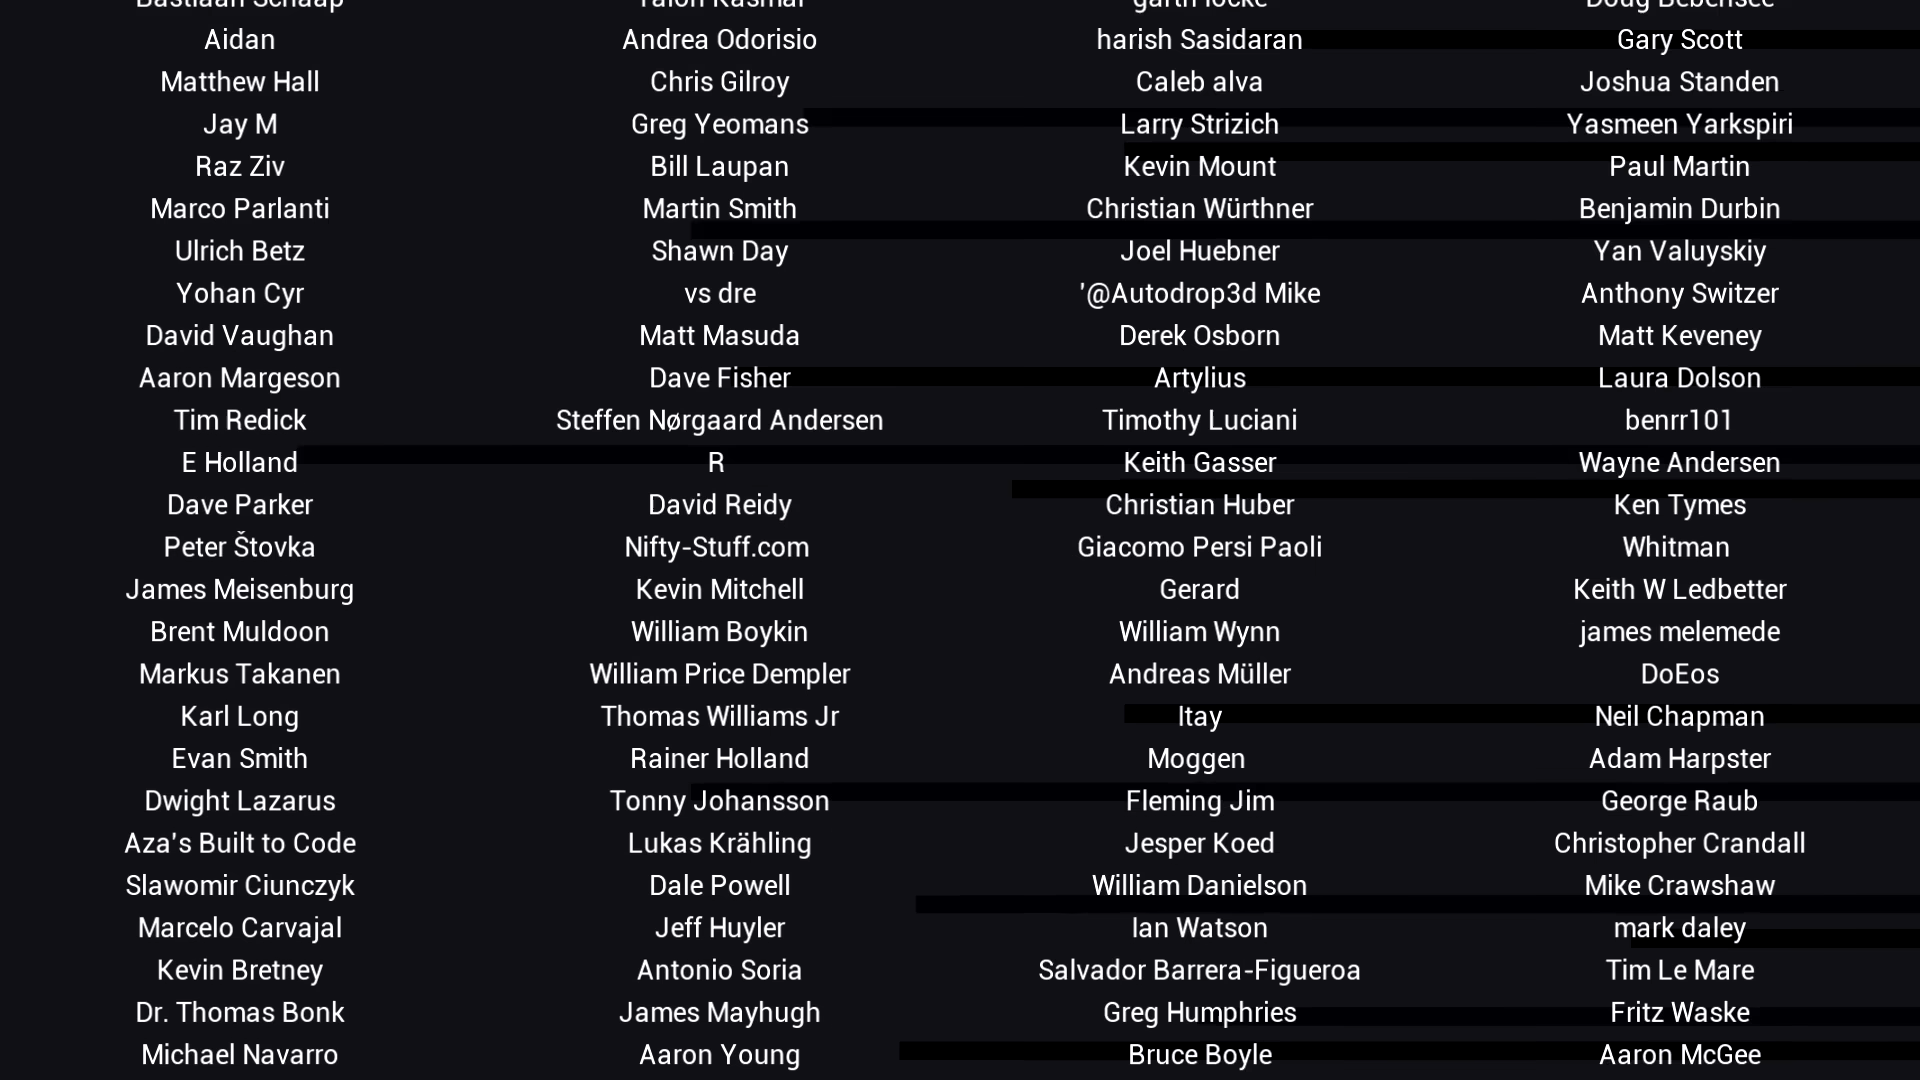 Bastiaan Schaap Talon Kasmai garth locke Doug Bebensee
Aidan Andrea Odorisio harish Sasidaran Gary Scott
Matthew Hall Chris Gilroy Caleb alva Joshua Standen
Jay M Greg Yeomans Larry Strizich Yasmeen Yarkspiri
Raz Ziv Bill Laupan Kevin Mount Paul Martin
Marco Parlanti Martin Smith Christian Würthner Benjamin Durbin
Ulrich Betz Shawn Day Joel Huebner Yan Valuyskiy
Yohan Cyr vs dre '@Autodrop3d Mike Anthony Switzer
David Vaughan Matt Masuda Derek Osborn Matt Keveney
Aaron Margeson Dave Fisher Artylius Laura Dolson
Tim Redick Steffen Nørgaard Andersen Timothy Luciani benrr101
E Holland R Keith Gasser Wayne Andersen
Dave Parker David Reidy Christian Huber Ken Tymes
Peter Štovka Nifty-Stuff.com Giacomo Persi Paoli Whitman
James Meisenburg Kevin Mitchell Gerard Keith W Ledbetter
Brent Muldoon William Boykin William Wynn james melemede
Markus Takanen William Price Dempler Andreas Müller DoEos
Karl Long Thomas Williams Jr Itay Neil Chapman
Evan Smith Rainer Holland Moggen Adam Harpster
Dwight Lazarus Tonny Johansson Fleming Jim George Raub
Aza's Built to Code Lukas Krähling Jesper Koed Christopher Crandall
Slawomir Ciunczyk Dale Powell William Danielson Mike Crawshaw
Marcelo Carvajal Jeff Huyler Ian Watson mark daley
Kevin Bretney Antonio Soria Salvador Barrera-Figueroa Tim Le Mare
Dr. Thomas Bonk James Mayhugh Greg Humphries Fritz Waske
Michael Navarro Aaron Young Bruce Boyle Aaron McGee